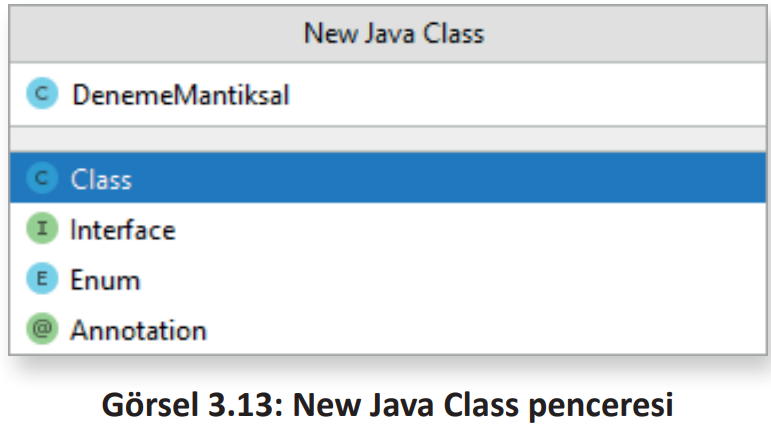 New Java Class
C DenemeMantiksal
C Class
I Interface
E Enum
@ Annotation
Görsel 3.13: New Java Class penceresi